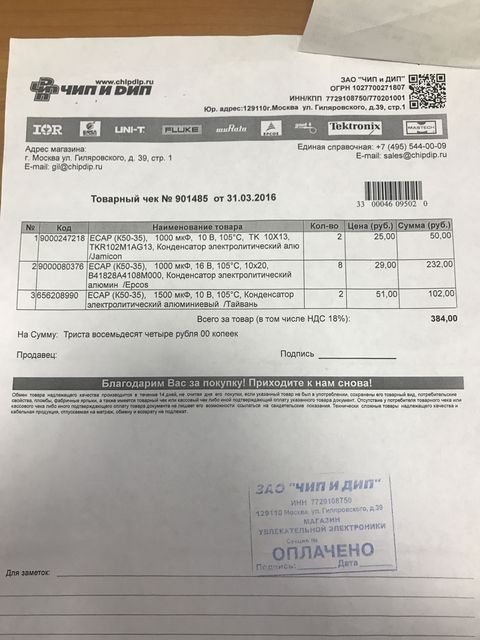 www.chipdip.ru
ЧИП и DИП
ЗАО "ЧИП и ДИП"
ОГРН 1027700271807
ИНН/КПП 7729108750/770201001
Юр. адрес:129110г.Москва ул. Гиляровского, д.39, стр.1
IOR UNI-T FLUKE muRata EPCOS Tektronix MASTECH
Адрес магазина:
г. Москва ул. Гиляровского, д. 39, стр. 1
E-mail: gil@chipdip.ru
Единая справочная: +7 (495) 544-00-09
E-mail: sales@chipdip.ru
Товарный чек № 901485 от 31.03.2016
33 00046 09502 0
№ Код Наименование товара Кол-во Цена (руб.) Сумма (руб.)
1 9000247218 ECAP (К50-35), 1000 мкФ, 10 В, 105°C, TK 10X13, 2 25,00 50,00
TKR102M1AG13, Конденсатор электролитический алю
/Jamicon
2 9000080376 ECAP (К50-35), 1000 мкФ, 16 В, 105°C, 10x20, 8 29,00 232,00
B41828A4108M000, Конденсатор электролитический
алюмин /Epcos
3 656208990 ECAP (К50-35), 1500 мкФ, 10 В, 105°C, Конденсатор 2 51,00 102,00
электролитический алюминиевый /Тайвань
Всего за товар (в том числе НДС 18%): 384,00
На Сумму: Триста восемьдесят четыре рубля 00 копеек
Продавец:
Подпись
Благодарим Вас за покупку! Приходите к нам снова!
Обмен товара надлежащего качества производится в течение 14 дней, не считая дня его покупки, если указанный товар не был в употреблении, сохранены его товарный вид, потребительские
свойства, пломбы, фабричные ярлыки, а также имеется товарный чек или кассовый чек либо иной подтверждающий оплату указанного товара документ. Отсутствие у потребителя товарного чека или
кассового чека либо иного подтверждающего оплату товара документа не лишает его возможности ссылаться на свидетельские показания. Технически сложные товары надлежащего качества и
кабельная продукция, отпускаемая на метраж, обмену и возврату не подлежат.
ЗАО "ЧИП и ДИП"
ИНН 7729108750
129110 Москва, ул. Гиляровского, д.39
МАГАЗИН
УВЛЕКАТЕЛЬНОЙ ЭЛЕКТРОНИКИ
Секция №
ОПЛАЧЕНО
Подпись: Дата
Для заметок: